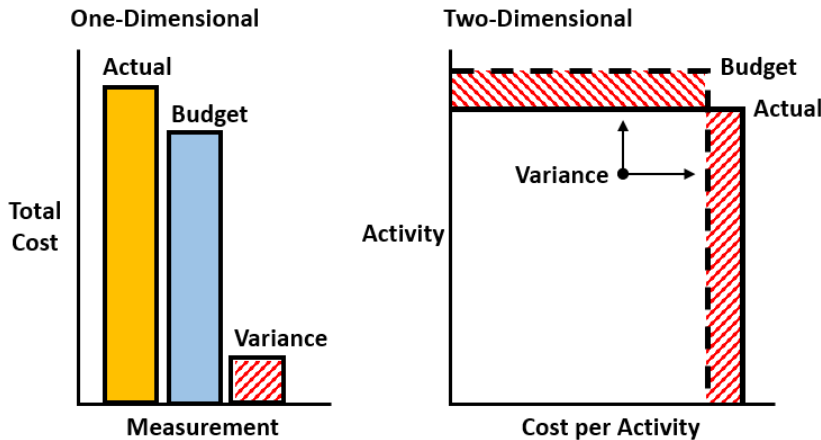 One-Dimensional
Actual
Budget
Total
Cost
Variance
Measurement
Two-Dimensional
Budget
Actual
Variance
Activity
Cost per Activity